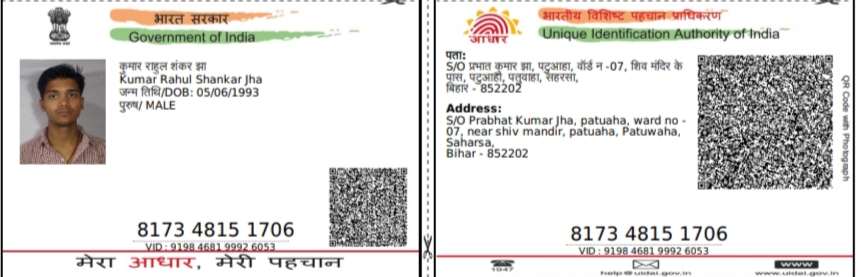 भारत सरकार
Government of India
कुमार राहुल शंकर झा
Kumar Rahul Shankar Jha
जन्म तिथि/DOB: 05/06/1993
पुरुष/ MALE
8173 4815 1706
VID : 9198 4681 9992 6053
मेरा आधार, मेरी पहचान
भारतीय विशिष्ट पहचान प्राधिकरण
Unique Identification Authority of India
आधार
पता:
S/O प्रभात कुमार झा, पटुआहा, वॉर्ड न -07, शिव मंदिर के
पास, पटुआही, पतुवाहा, सहरसा,
बिहार - 852202
Address:
S/O Prabhat Kumar Jha, patuaha, ward no -
07, near shiv mandir, patuaha, Patuwaha,
Saharsa,
Bihar - 852202
QR Code with Photograph
8173 4815 1706
VID : 9198 4681 9992 6053
1947
help@uidai.gov.in
www
www.uidai.gov.in